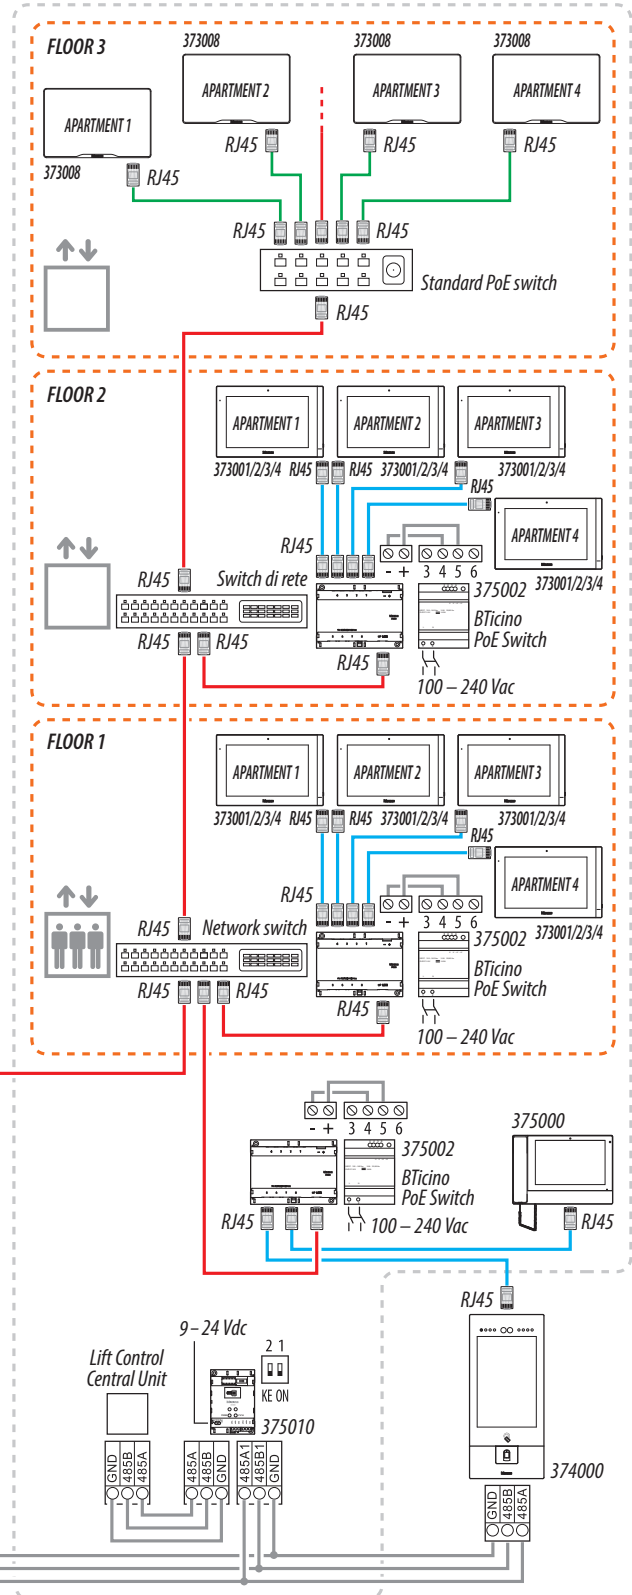 FLOOR 3
373008
373008
373008
APARTMENT 1
APARTMENT 2
APARTMENT 3
APARTMENT 4
373008
RJ45
RJ45
RJ45
RJ45
RJ45
RJ45
Standard PoE switch
RJ45
FLOOR 2
APARTMENT 1
APARTMENT 2
APARTMENT 3
373001/2/3/4
RJ45
RJ45
373001/2/3/4
373001/2/3/4
RJ45
APARTMENT 4
373001/2/3/4
RJ45
- + 3 4 5 6
RJ45
Switch di rete
375002
BTicino
PoE Switch
RJ45
RJ45
RJ45
100 – 240 Vac
FLOOR 1
APARTMENT 1
APARTMENT 2
APARTMENT 3
373001/2/3/4
RJ45
RJ45
373001/2/3/4
373001/2/3/4
RJ45
APARTMENT 4
373001/2/3/4
RJ45
- + 3 4 5 6
RJ45
Network switch
375002
BTicino
PoE Switch
RJ45
RJ45
RJ45
100 – 240 Vac
- + 3 4 5 6
375002
BTicino
PoE Switch
375000
RJ45
100 – 240 Vac
RJ45
RJ45
9 – 24 Vdc
2 1
KE ON
Lift Control
Central Unit
375010
374000
GND
485B
485A
485A
485B
GND
485A1
485B1
GND
GND
485B
485A